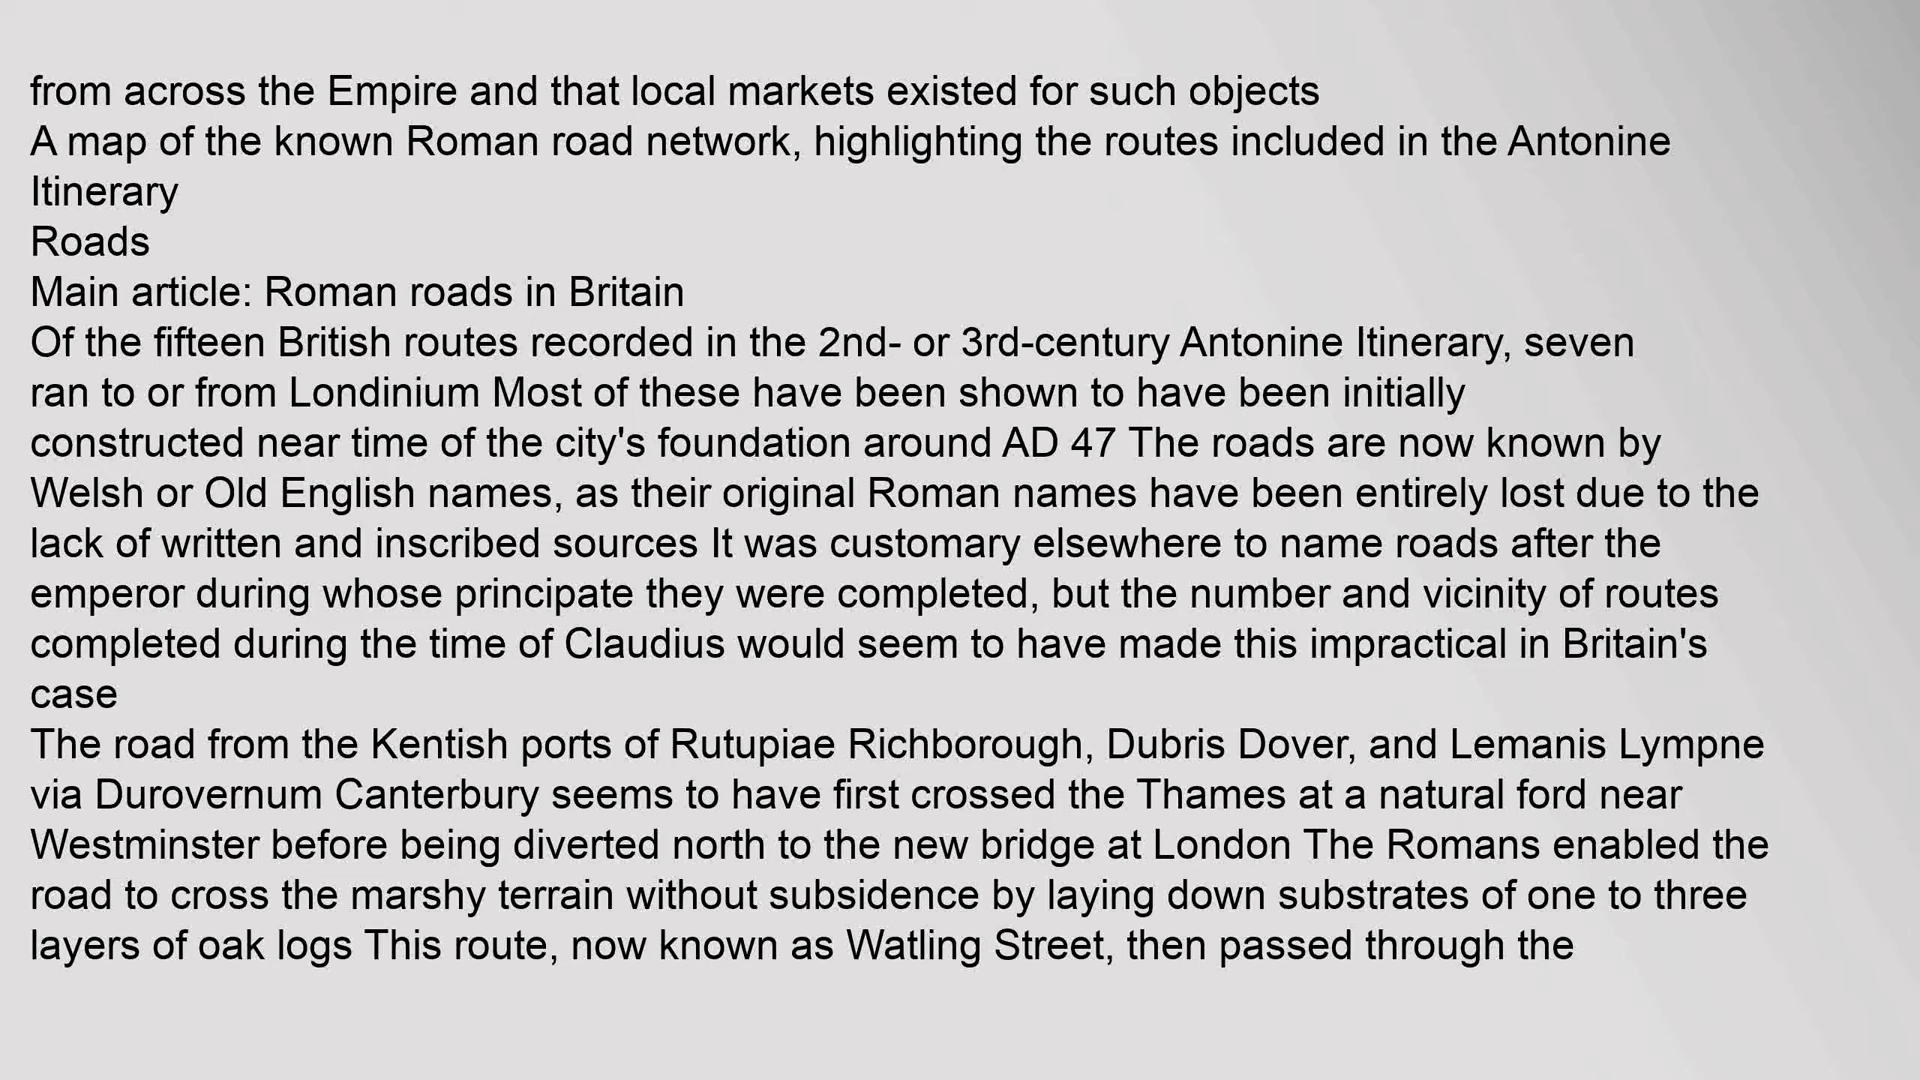 from across the Empire and that local markets existed for such objects
A map of the known Roman road network, highlighting the routes included in the Antonine
Itinerary
Roads
Main article: Roman roads in Britain
Of the fifteen British routes recorded in the 2nd- or 3rd-century Antonine Itinerary, seven
ran to or from Londinium Most of these have been shown to have been initially
constructed near time of the city's foundation around AD 47 The roads are now known by
Welsh or Old English names, as their original Roman names have been entirely lost due to the
lack of written and inscribed sources It was customary elsewhere to name roads after the
emperor during whose principate they were completed, but the number and vicinity of routes
completed during the time of Claudius would seem to have made this impractical in Britain's
case
The road from the Kentish ports of Rutupiae Richborough, Dubris Dover, and Lemanis Lympne
via Durovernum Canterbury seems to have first crossed the Thames at a natural ford near
Westminster before being diverted north to the new bridge at London The Romans enabled the
road to cross the marshy terrain without subsidence by laying down substrates of one to three
layers of oak logs This route, now known as Watling Street, then passed through the